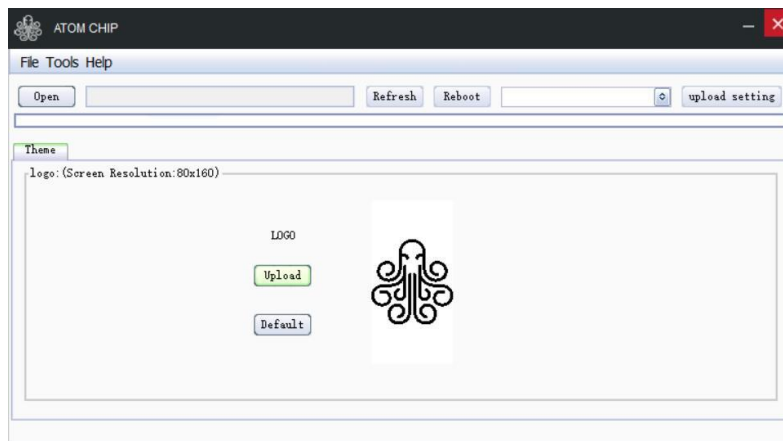 ATOM CHIP
File Tools Help
Open Refresh Reboot upload setting
Theme
logo:(Screen Resolution:80x160)
LOGO
Upload
Default